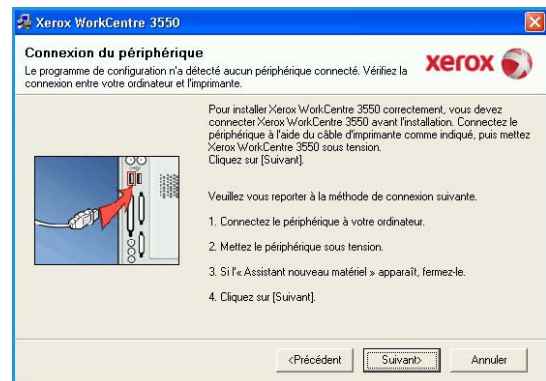 Xerox WorkCentre 3550
Connexion du périphérique
Le programme de configuration n'a détecté aucun périphérique connecté. Vérifiez la
connexion entre votre ordinateur et l'imprimante.
xerox
Pour installer Xerox WorkCentre 3550 correctement, vous devez
connecter Xerox WorkCentre 3550 avant l'installation. Connectez le
périphérique à l'aide du câble d'imprimante comme indiqué, puis mettez
Xerox WorkCentre 3550 sous tension.
Cliquez sur [Suivant].
Veuillez vous reporter à la méthode de connexion suivante.
1. Connectez le périphérique à votre ordinateur.
2. Mettez le périphérique sous tension.
3. Si l'« Assistant nouveau matériel » apparaît, fermez-le.
4. Cliquez sur [Suivant].
<Précédent
Suivant>
Annuler